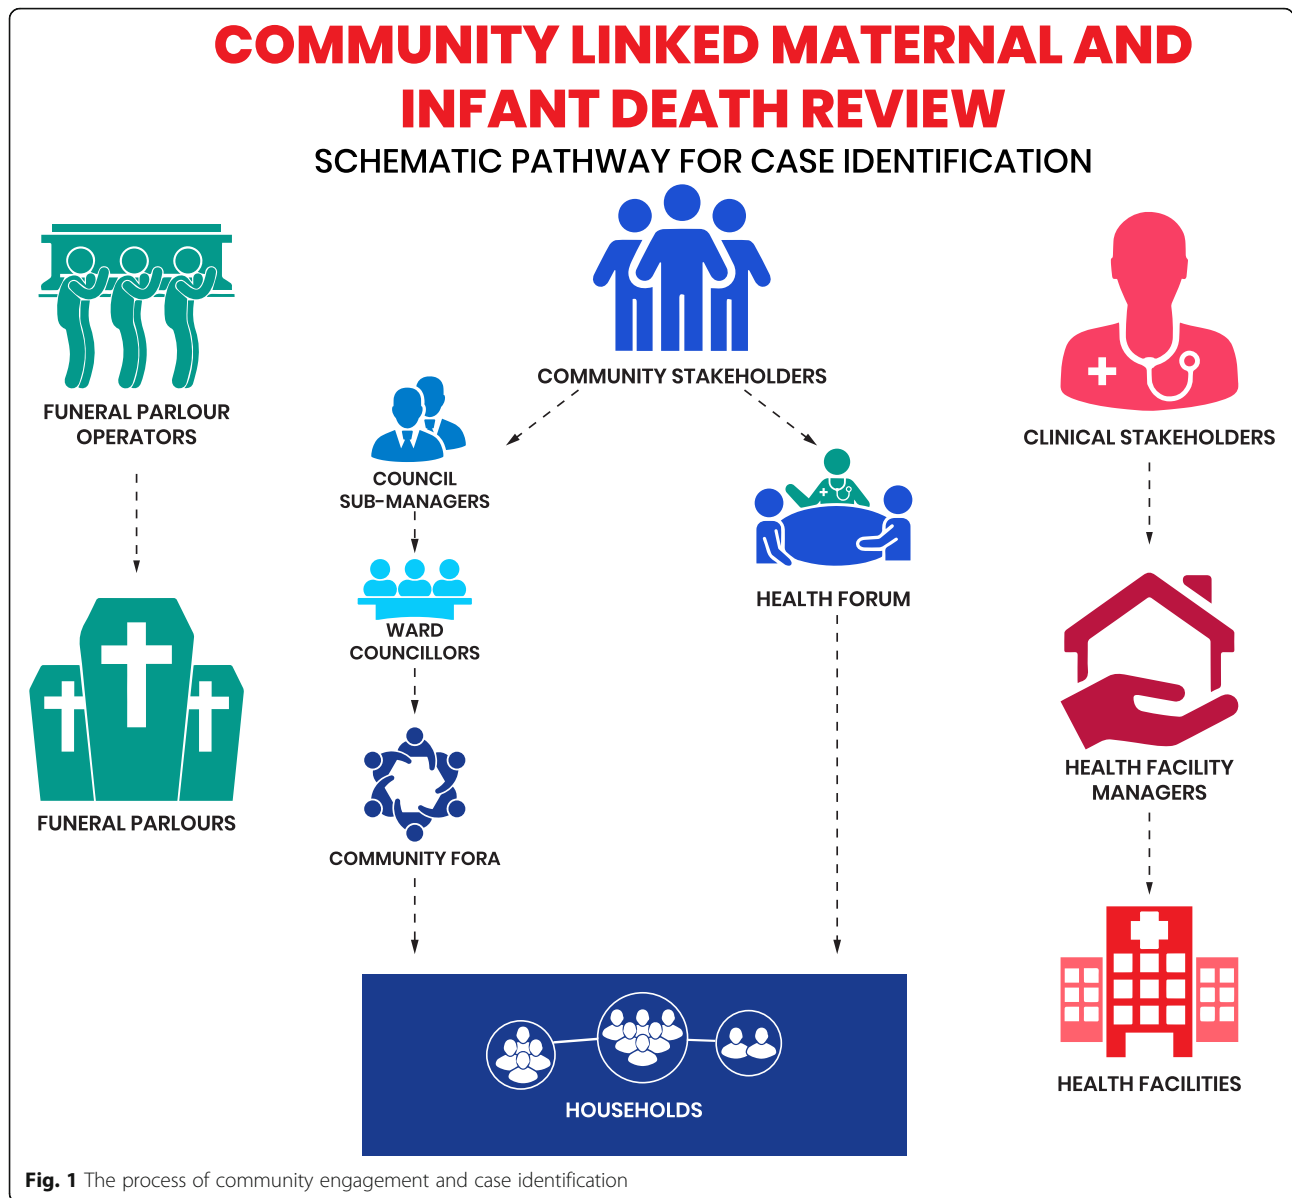 COMMUNITY LINKED MATERNAL AND
INFANT DEATH REVIEW
SCHEMATIC PATHWAY FOR CASE IDENTIFICATION
FUNERAL PARLOUR
OPERATORS
FUNERAL PARLOURS
COMMUNITY STAKEHOLDERS
COUNCIL
SUB-MANAGERS
WARD
COUNCILLORS
COMMUNITY FORA
HEALTH FORUM
HOUSEHOLDS
CLINICAL STAKEHOLDERS
HEALTH FACILITY
MANAGERS
HEALTH FACILITIES
Fig. 1 The process of community engagement and case identification